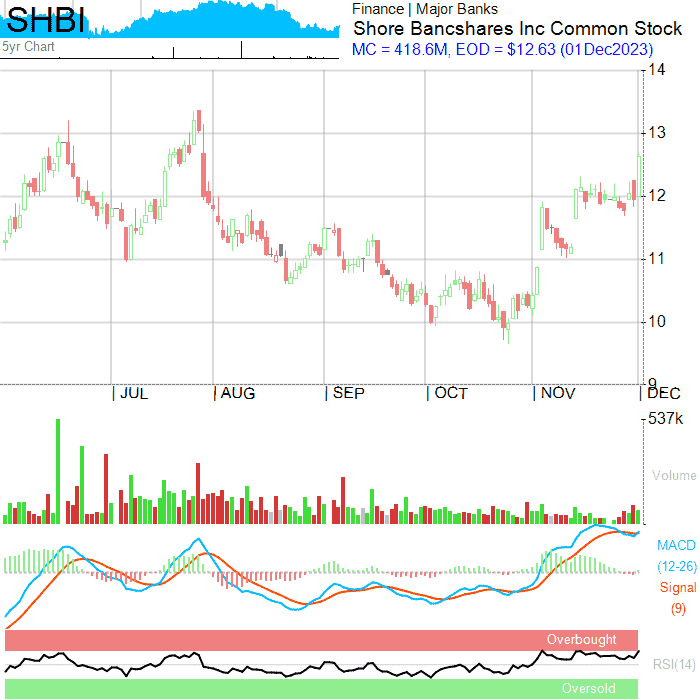 SHBI
5yr Chart
Finance | Major Banks
Shore Bancshares Inc Common Stock
MC = 418.6M, EOD = $12.63 (01Dec2023)
14
13
12
11
10
9
JUL
AUG
SEP
OCT
NOV
DEC
537k
Volume
MACD
(12-26)
Signal
(9)
Overbought
RSI(14)
Oversold